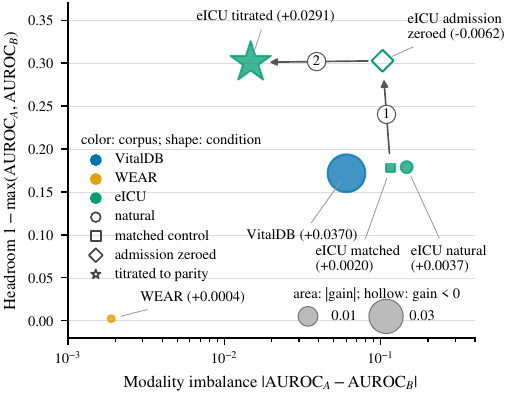 eICU titrated (+0.0291)
eICU admission
zeroed (-0.0062)
0.35
0.30
0.25
0.20
0.15
0.10
0.05
0.00
Headroom 1 − max(AUROC_A, AUROC_B)
2
1
color: corpus; shape: condition
VitalDB
WEAR
eICU
natural
matched control
admission zeroed
titrated to parity
VitalDB (+0.0370)
eICU matched
(+0.0020)
eICU natural
(+0.0037)
WEAR (+0.0004)
area: |gain|; hollow: gain < 0
0.01
0.03
10⁻³
10⁻²
10⁻¹
Modality imbalance |AUROC_A − AUROC_B|